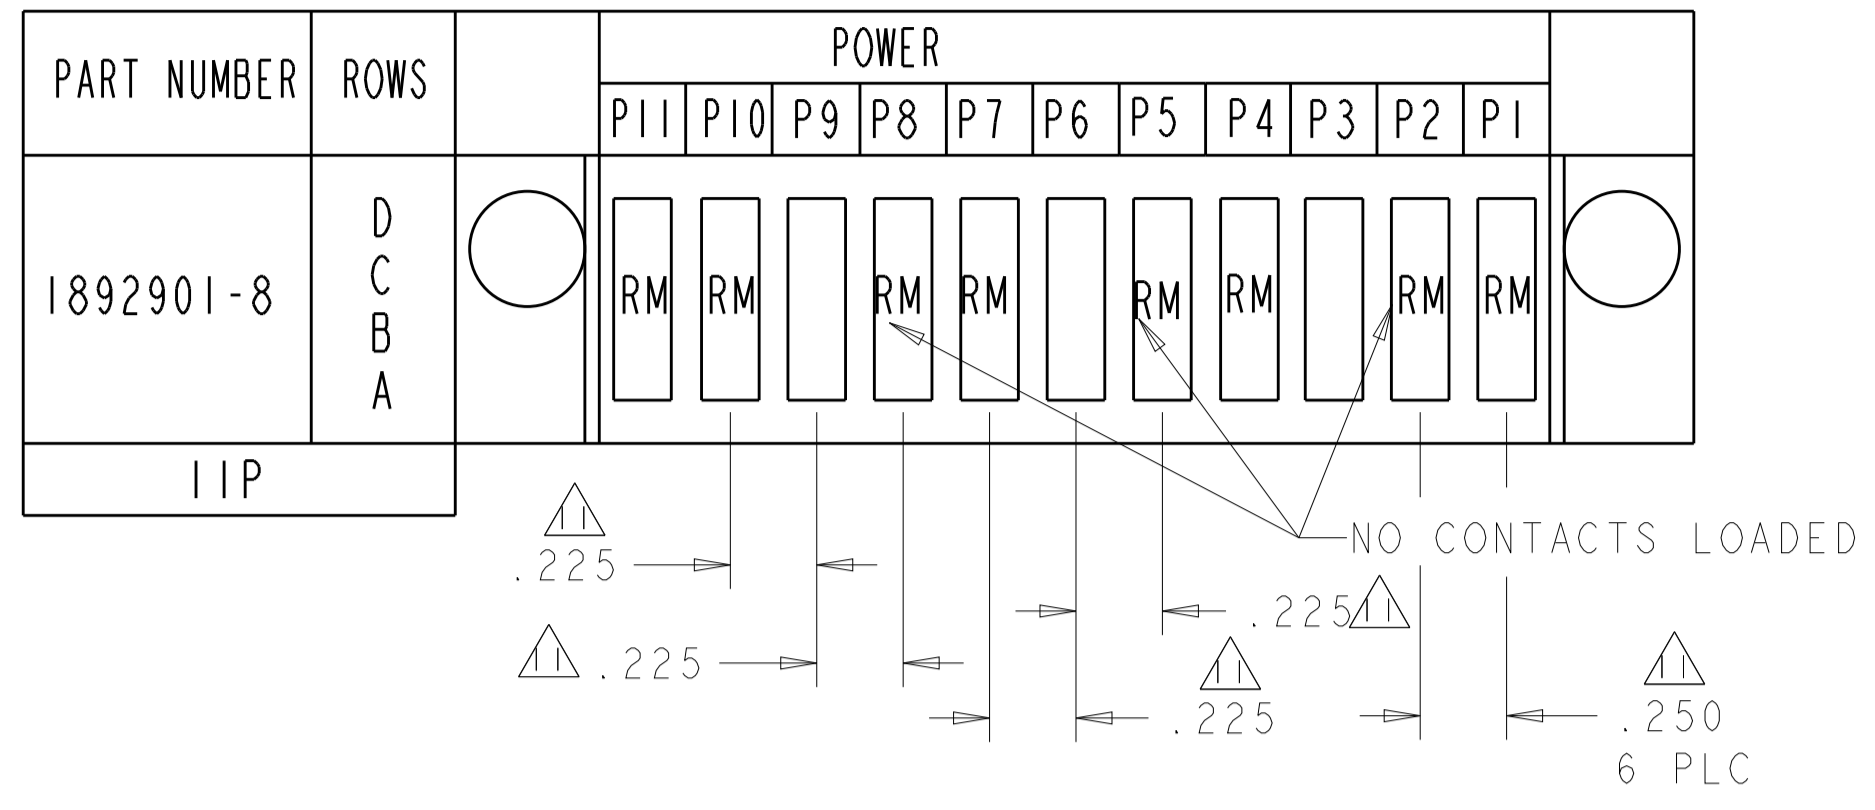 POWER
PART NUMBER ROWS
P11 P10 P9 P8 P7 P6 P5 P4 P3 P2 P1
D
C
B
A
1892901-8
RM RM RM RM RM RM RM RM
11P
NO CONTACTS LOADED
11
.225
.225 11
11 .225
11
.225
11
.250
6 PLC